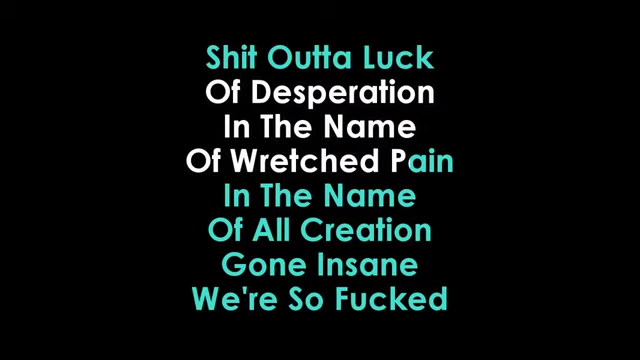 Shit Outta Luck
Of Desperation
In The Name
Of Wretched Pain
In The Name
Of All Creation
Gone Insane
We're So Fucked